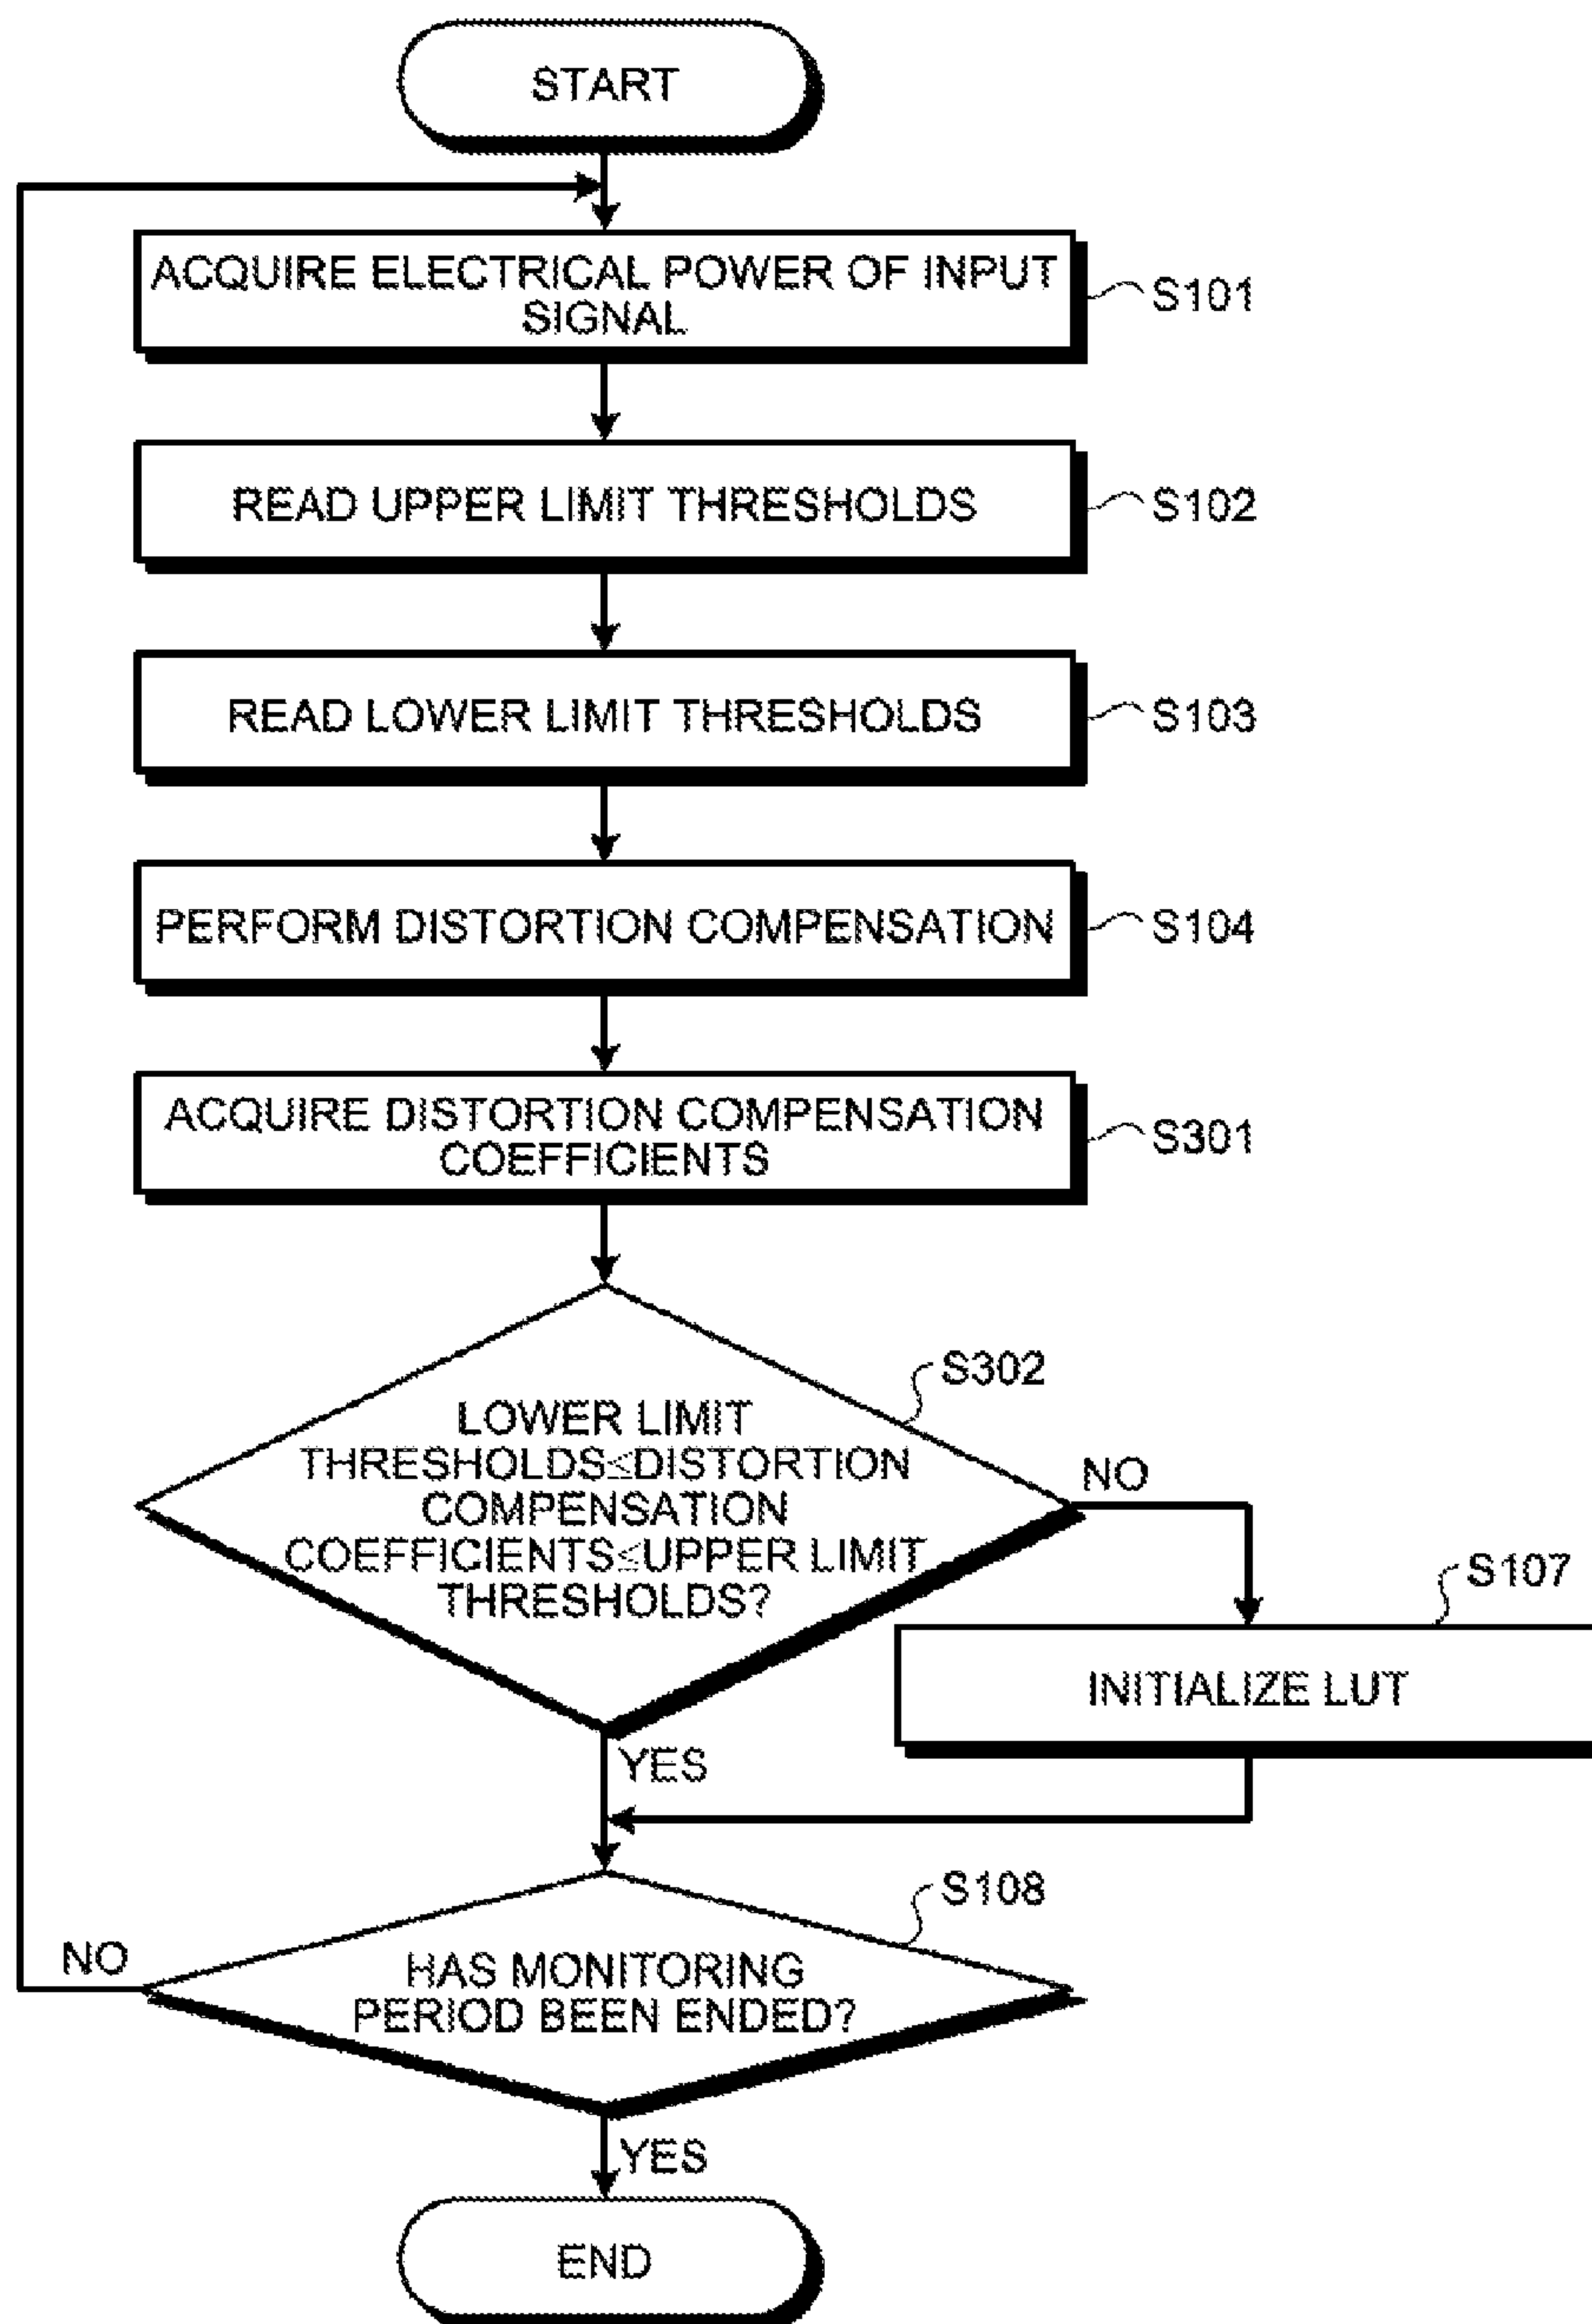 START
ACQUIRE ELECTRICAL POWER OF INPUT
SIGNAL
S101
READ UPPER LIMIT THRESHOLDS
S102
READ LOWER LIMIT THRESHOLDS
S103
PERFORM DISTORTION COMPENSATION
S104
ACQUIRE DISTORTION COMPENSATION
COEFFICIENTS
S301
S302
LOWER LIMIT
THRESHOLDS≤DISTORTION
COMPENSATION
COEFFICIENTS≤UPPER LIMIT
THRESHOLDS?
NO
S107
INITIALIZE LUT
YES
S108
NO
HAS MONITORING
PERIOD BEEN ENDED?
YES
END